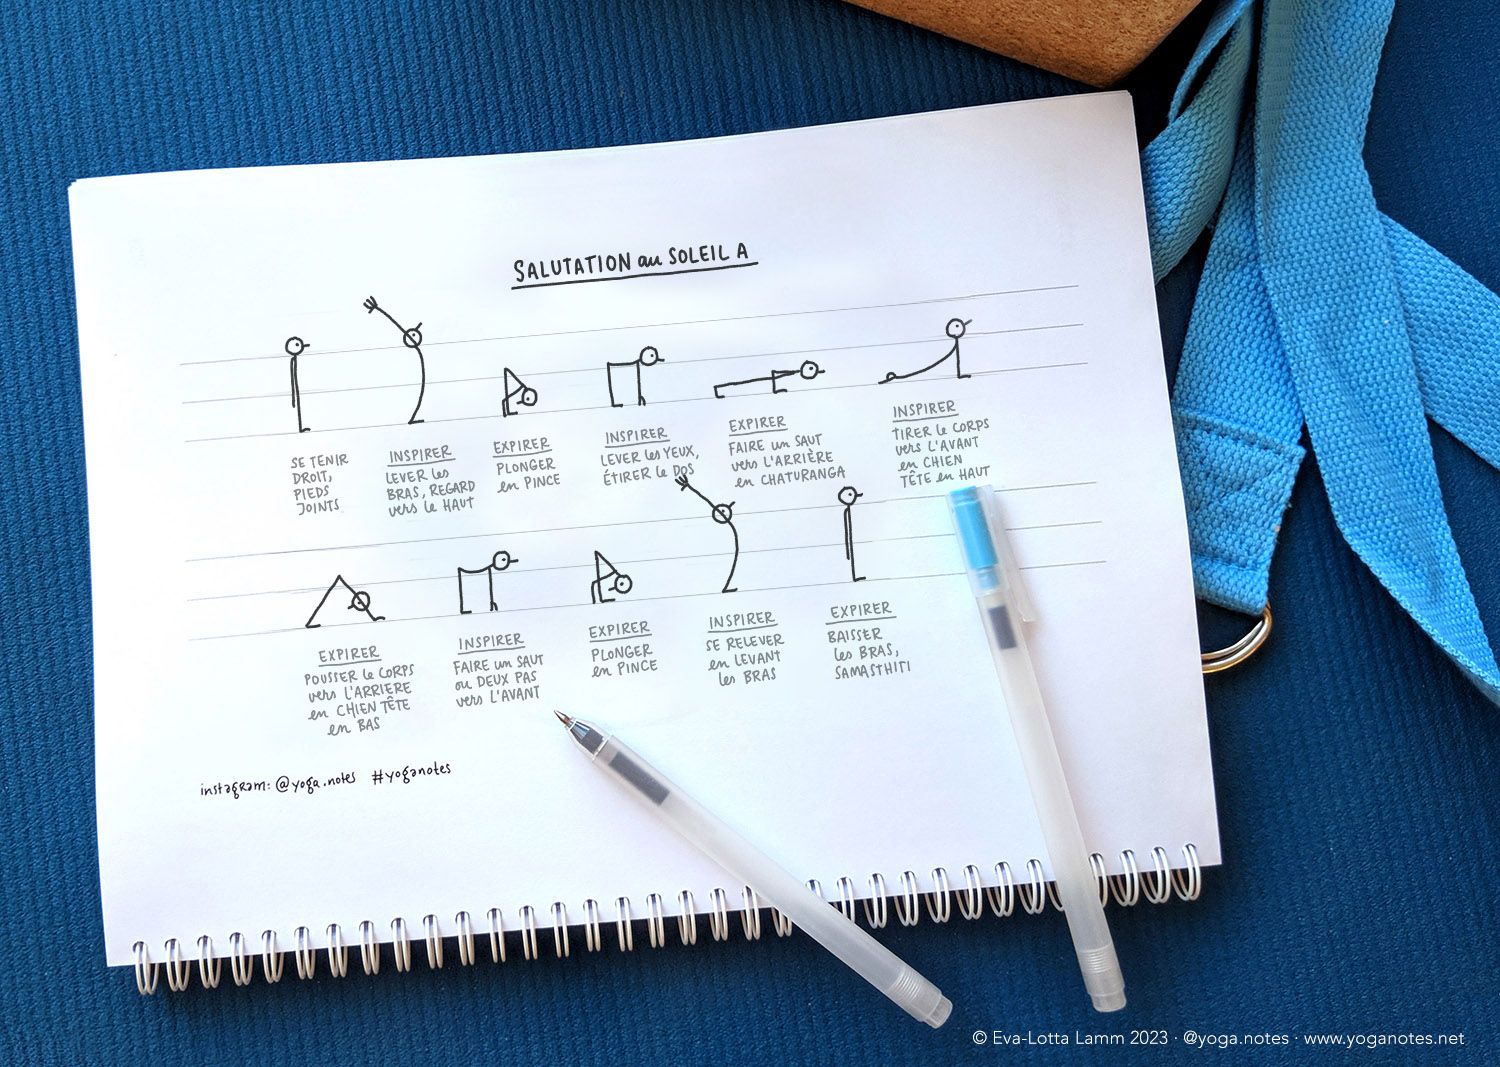 SALUTATION au SOLEIL A
SE TENIR
DROIT,
PIEDS
JOINTS
INSPIRER
LEVER les
BRAS, REGARD
vers le HAUT
EXPIRER
PLONGER
en PINCE
INSPIRER
LEVER les YEUX,
ÉTIRER le DOS
EXPIRER
FAIRE un SAUT
vers L'ARRIÈRE
en CHATURANGA
INSPIRER
TIRER le CORPS
vers L'AVANT
en CHIEN
TÊTE en HAUT
EXPIRER
POUSSER le CORPS
vers L'ARRIERE
en CHIEN TÊTE
en BAS
INSPIRER
FAIRE un SAUT
ou DEUX PAS
vers L'AVANT
EXPIRER
PLONGER
en PINCE
INSPIRER
SE RELEVER
en LEVANT
les BRAS
EXPIRER
BAISSER
les BRAS,
SAMASTHITI
instagram: @yoga.notes #yoganotes
© Eva-Lotta Lamm 2023 · @yoga.notes · www.yoganotes.net